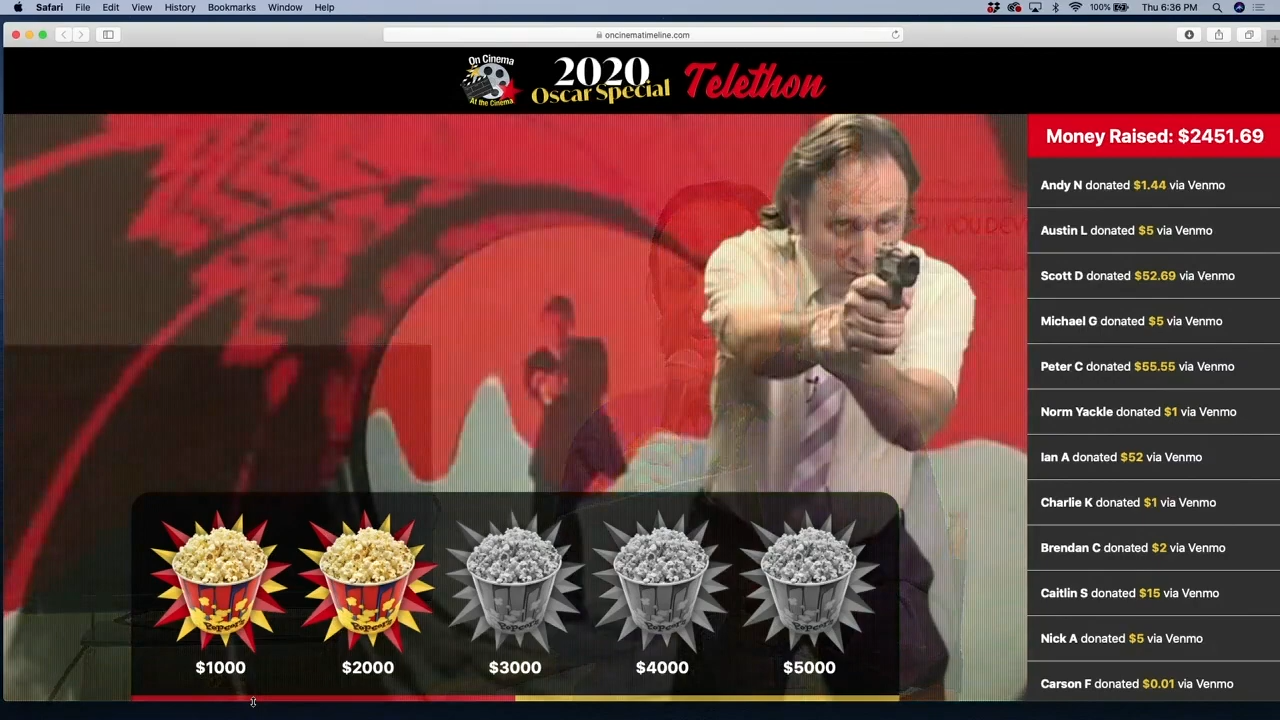 Safari File Edit View History Bookmarks Window Help 100% Thu 6:36 PM
oncinematimeline.com
On Cinema
At the Cinema
2020
Oscar Special
Telethon
Money Raised: $2451.69
Andy N donated $1.44 via Venmo
Austin L donated $5 via Venmo
Scott D donated $52.69 via Venmo
Michael G donated $5 via Venmo
Peter C donated $55.55 via Venmo
Norm Yackle donated $1 via Venmo
Ian A donated $52 via Venmo
Charlie K donated $1 via Venmo
Brendan C donated $2 via Venmo
Caitlin S donated $15 via Venmo
Nick A donated $5 via Venmo
Carson F donated $0.01 via Venmo
Popcorn Popcorn Popcorn Popcorn Popcorn
$1000 $2000 $3000 $4000 $5000